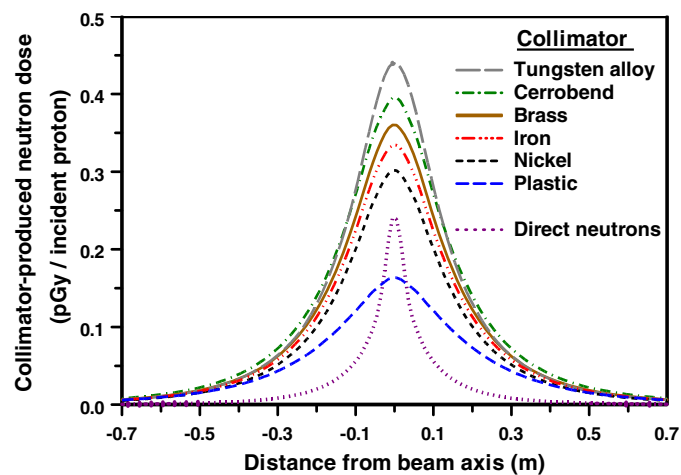 Collimator-produced neutron dose
(pGy / incident proton)
0.5
0.4
0.3
0.2
0.1
0.0
Collimator
Tungsten alloy
Cerrobend
Brass
Iron
Nickel
Plastic
Direct neutrons
-0.7 -0.5 -0.3 -0.1 0.1 0.3 0.5 0.7
Distance from beam axis (m)